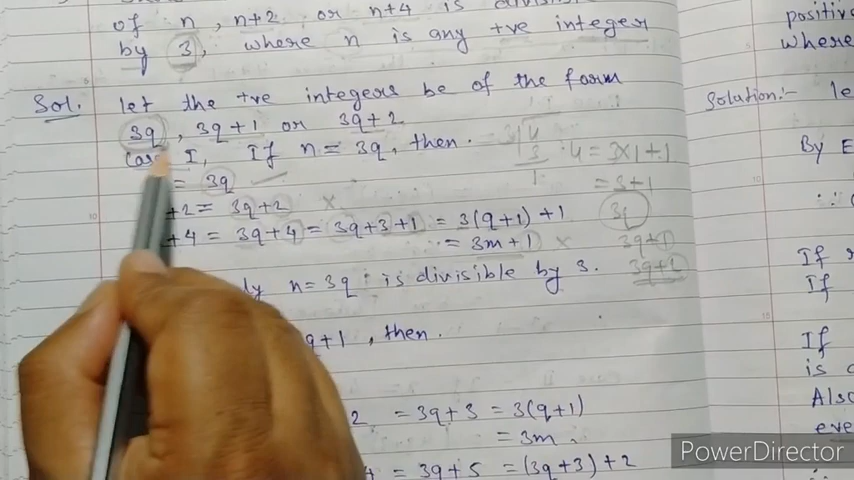 of n, n+2 or n+4 is
by 3, where n is any +ve integer
Sol. let the +ve integers be of the form
3q, 3q+1 or 3q+2
Case I, If n = 3q, then.
= 3q
+2 = 3q+2 ×
+4 = 3q+4 = 3q+3+1 = 3(q+1)+1
= 3m+1 ×
n=3q is divisible by 3.
q+1, then.
2 = 3q+3 = 3(q+1)
= 3m.
= 3q+5 = (3q+3)+2
3 4
3
1
4 = 3×1+1
= 3+1
3q
3q+1
3q+2
positive
where
Solution:- le
By E
∴
If
If
If
is
Also
eve
PowerDirector